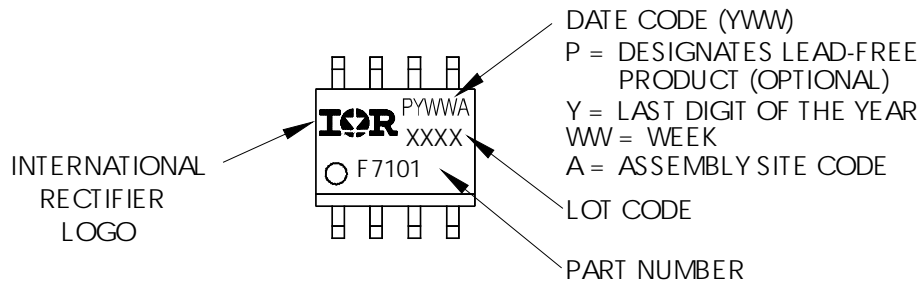 DATE CODE (YWW)
P = DESIGNATES LEAD-FREE
PRODUCT (OPTIONAL)
Y = LAST DIGIT OF THE YEAR
WW = WEEK
A = ASSEMBLY SITE CODE
LOT CODE
PART NUMBER
INTERNATIONAL
RECTIFIER
LOGO
PYWWA
IOR
XXXX
F7101